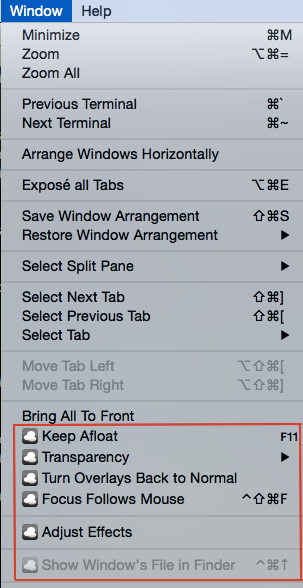 Window Help
Minimize ⌘M
Zoom ⌥⌘=
Zoom All
Previous Terminal ⌘`
Next Terminal ⌘~
Arrange Windows Horizontally
Exposé all Tabs ⌥⌘E
Save Window Arrangement ⇧⌘S
Restore Window Arrangement ▶
Select Split Pane ▶
Select Next Tab ⇧⌘]
Select Previous Tab ⇧⌘[
Select Tab ▶
Move Tab Left ⌥⇧⌘[
Move Tab Right ⌥⇧⌘]
Bring All To Front
Keep Afloat F11
Transparency ▶
Turn Overlays Back to Normal
Focus Follows Mouse ^⇧⌘F
Adjust Effects
Show Window's File in Finder ^⌘↑